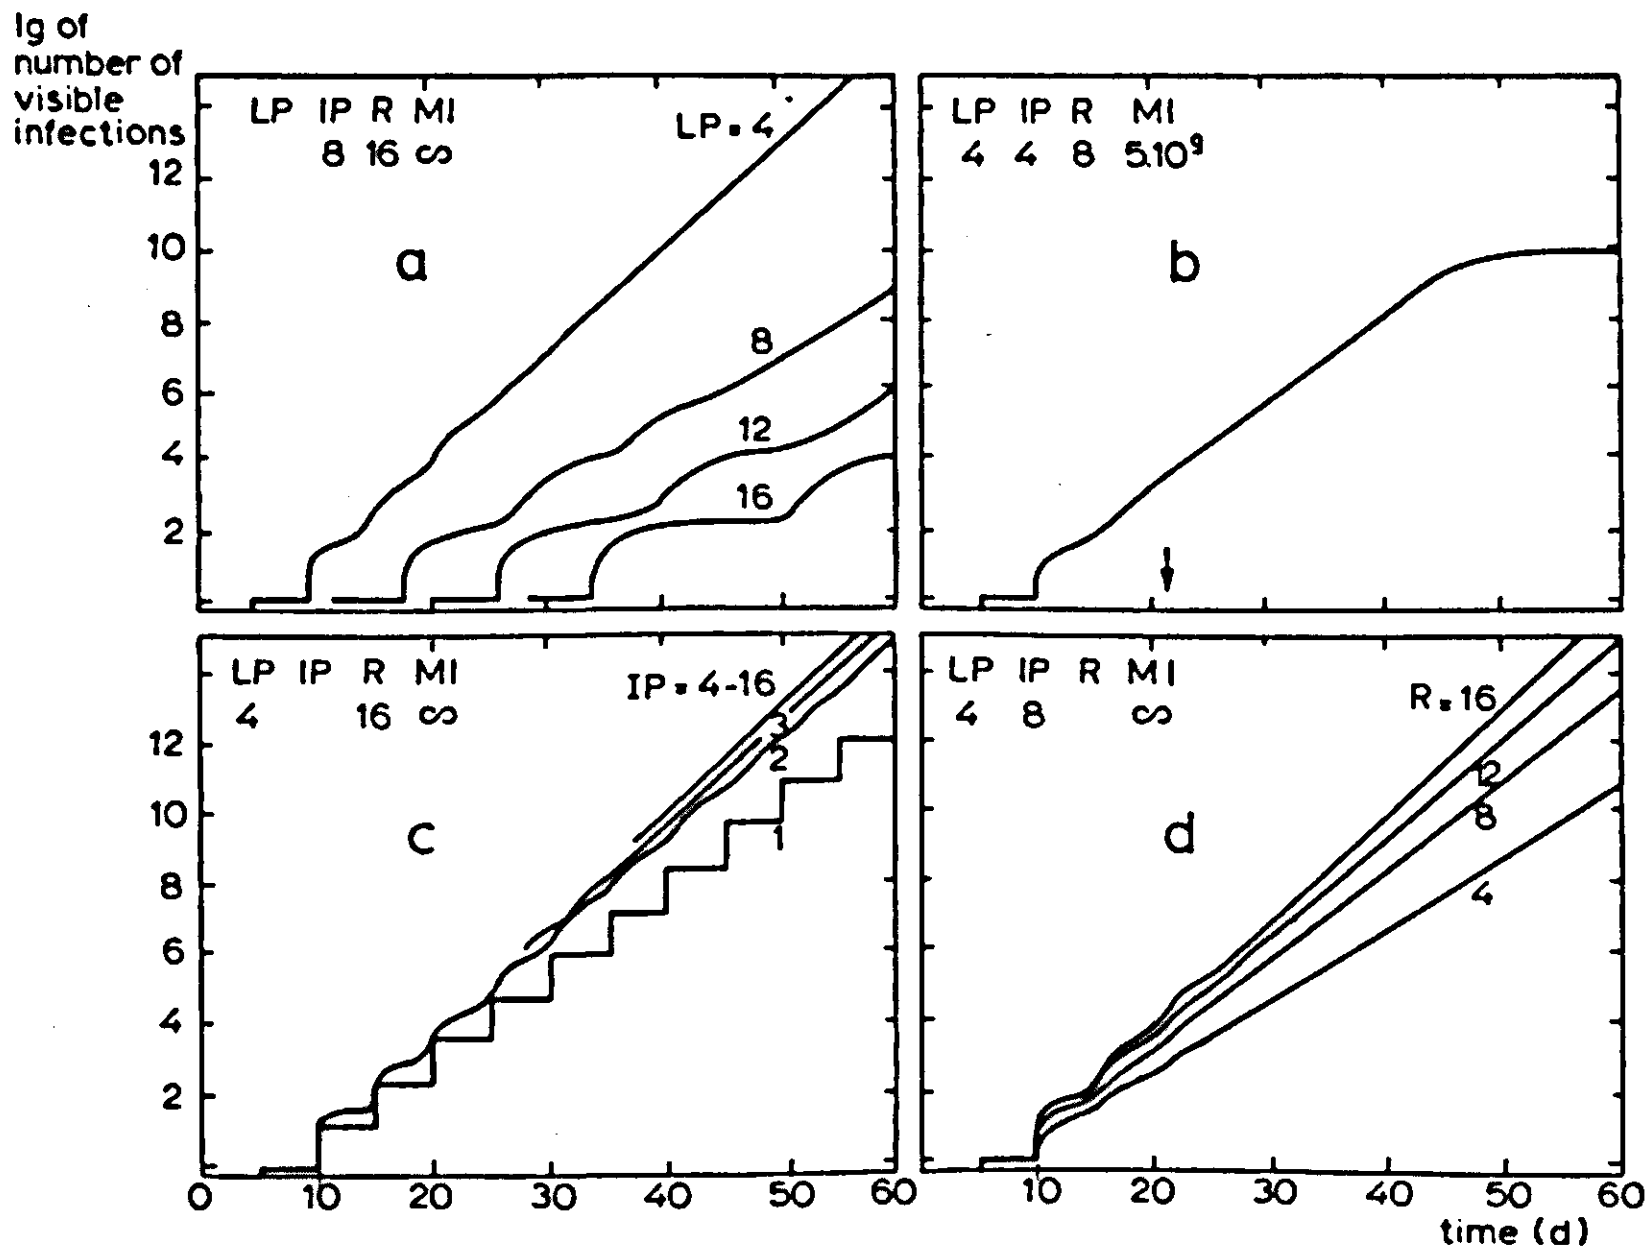 lg of
number of
visible
infections
LP IP R MI
8 16 ∞
LP = 4
8
12
16
a
12
10
8
6
4
2
LP IP R MI
4 4 8 5.10⁹
b
LP IP R MI
4 16 ∞
IP = 4-16
3
2
1
c
12
10
8
6
4
2
0 10 20 30 40 50 60
LP IP R MI
4 8 ∞
R = 16
12
8
4
d
10 20 30 40 50 60
time (d)